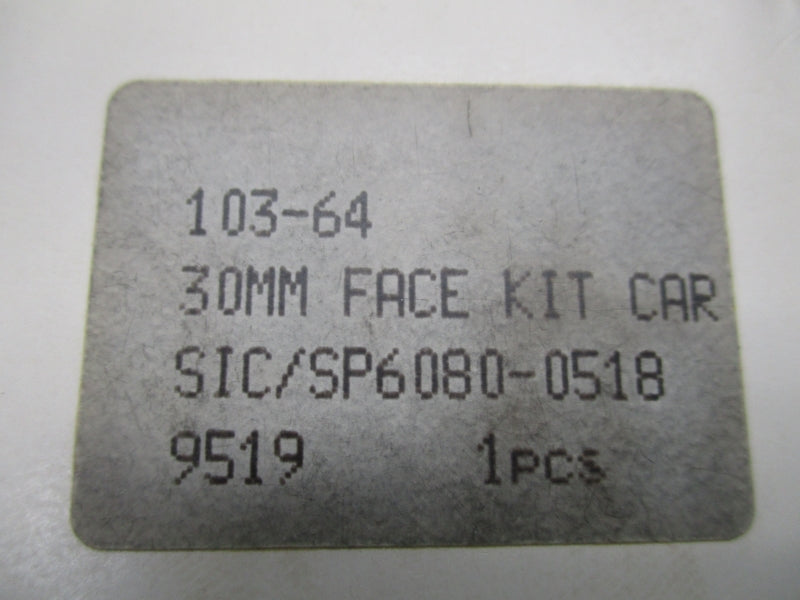 103-64
30MM FACE KIT CAR
SIC/SP6080-0518
9519 1pcs